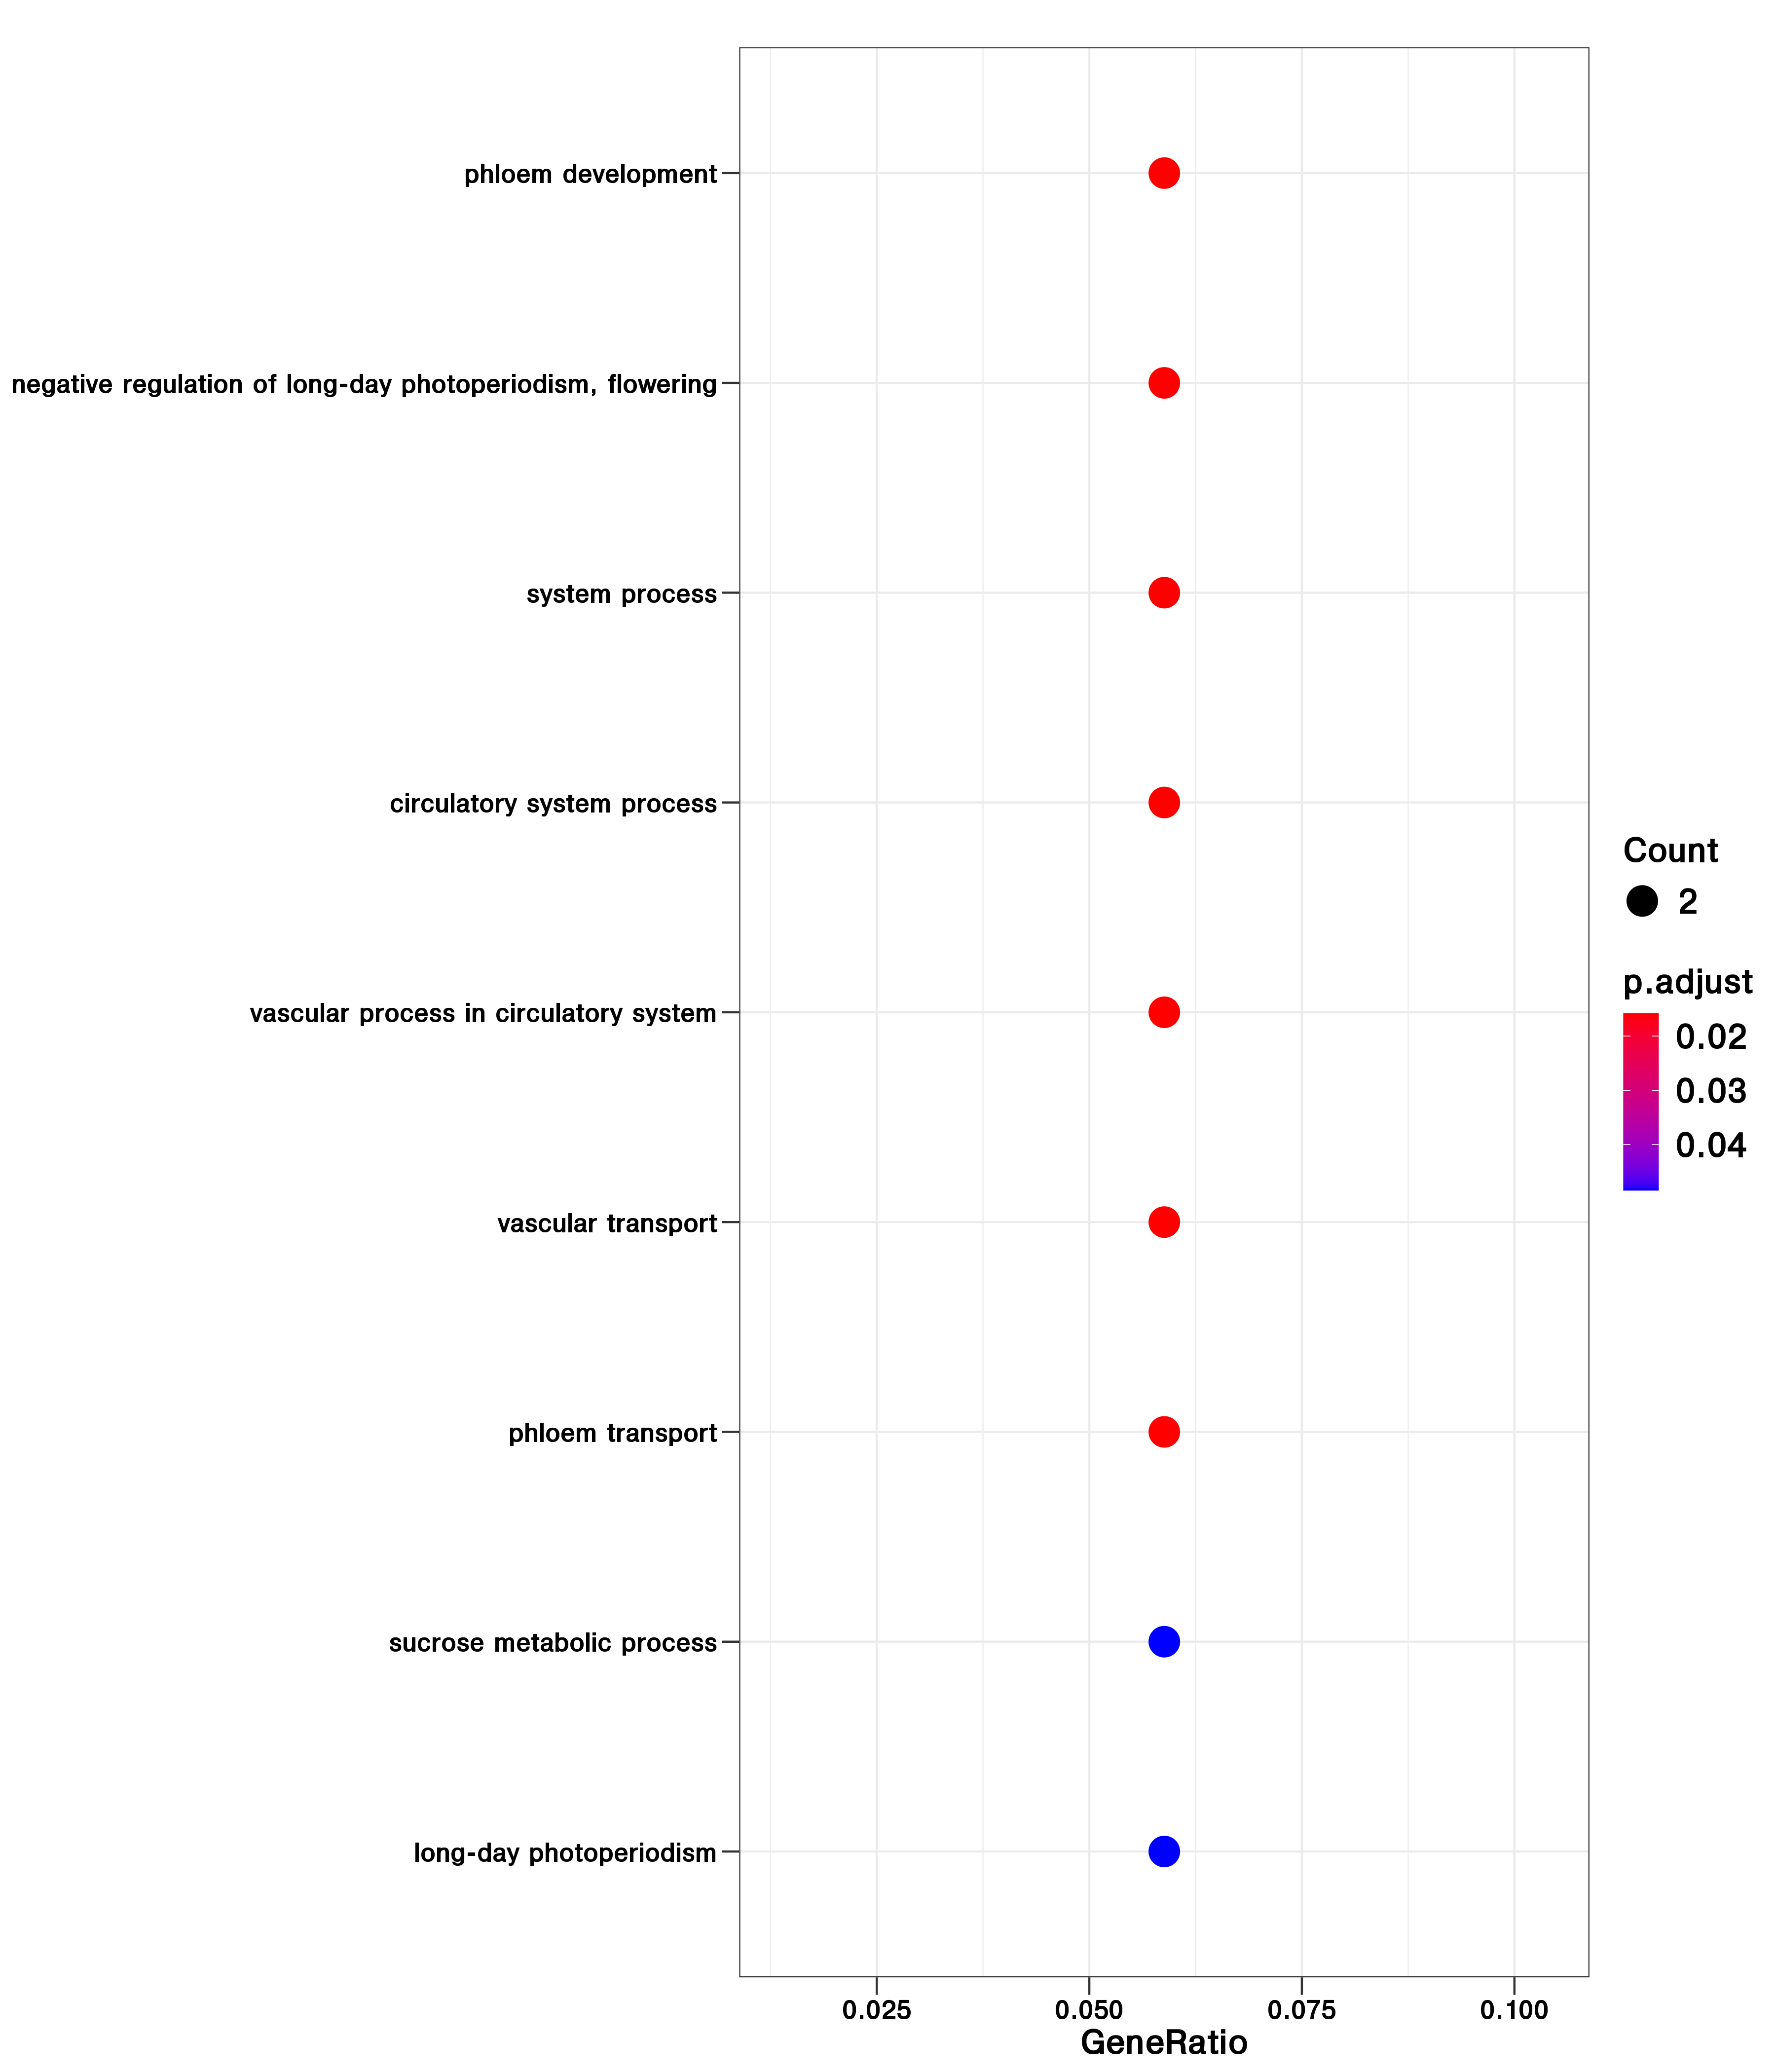 phloem development
negative regulation of long-day photoperiodism, flowering
system process
circulatory system process
vascular process in circulatory system
vascular transport
phloem transport
sucrose metabolic process
long-day photoperiodism
0.025 0.050 0.075 0.100
GeneRatio
Count
2
p.adjust
0.02
0.03
0.04